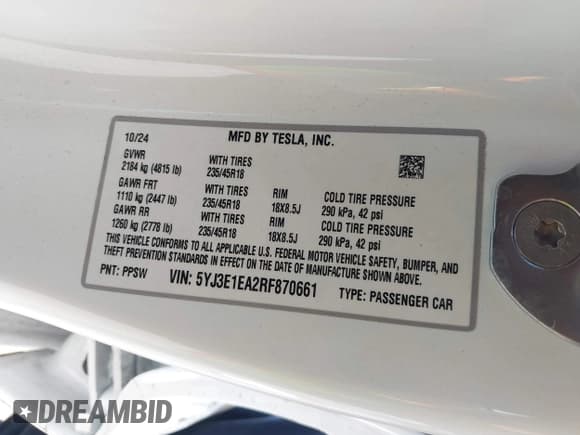 10/24 MFD BY TESLA, INC.
GVWR WITH TIRES
2184 kg (4815 lb) 235/45R18
GAWR FRT WITH TIRES RIM COLD TIRE PRESSURE
1110 kg (2447 lb) 235/45R18 18X8.5J 290 kPa, 42 psi
GAWR RR WITH TIRES RIM COLD TIRE PRESSURE
1260 kg (2778 lb) 235/45R18 18X8.5J 290 kPa, 42 psi
THIS VEHICLE CONFORMS TO ALL APPLICABLE U.S. FEDERAL MOTOR VEHICLE SAFETY, BUMPER, AND
THEFT PREVENTION STANDARDS IN EFFECT ON THE DATE OF MANUFACTURE SHOWN ABOVE.
PNT: PPSW VIN: 5YJ3E1EA2RF870661 TYPE: PASSENGER CAR
DREAMBID